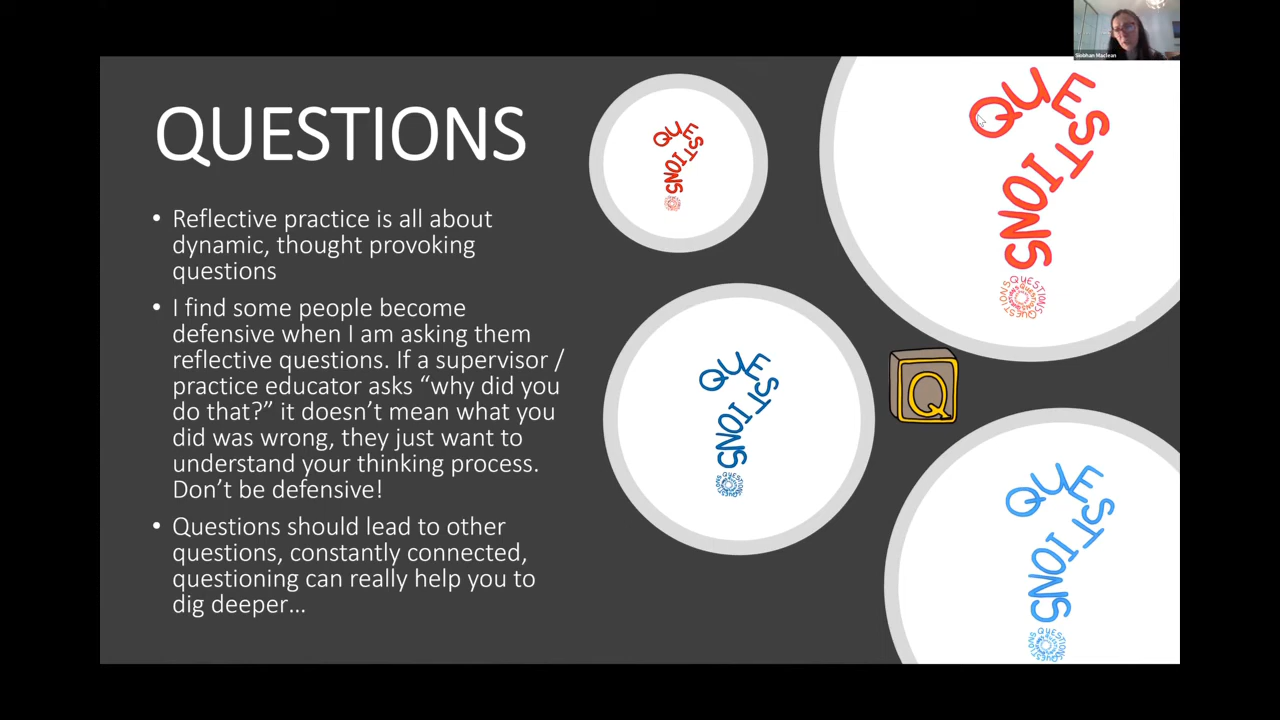 Siobhan Maclean
QUESTIONS
• Reflective practice is all about
dynamic, thought provoking
questions
• I find some people become
defensive when I am asking them
reflective questions. If a supervisor /
practice educator asks “why did you
do that?” it doesn’t mean what you
did was wrong, they just want to
understand your thinking process.
Don’t be defensive!
• Questions should lead to other
questions, constantly connected,
questioning can really help you to
dig deeper…
QUESTIONS
QUESTIONS
QUESTIONS
Q
QUESTIONS